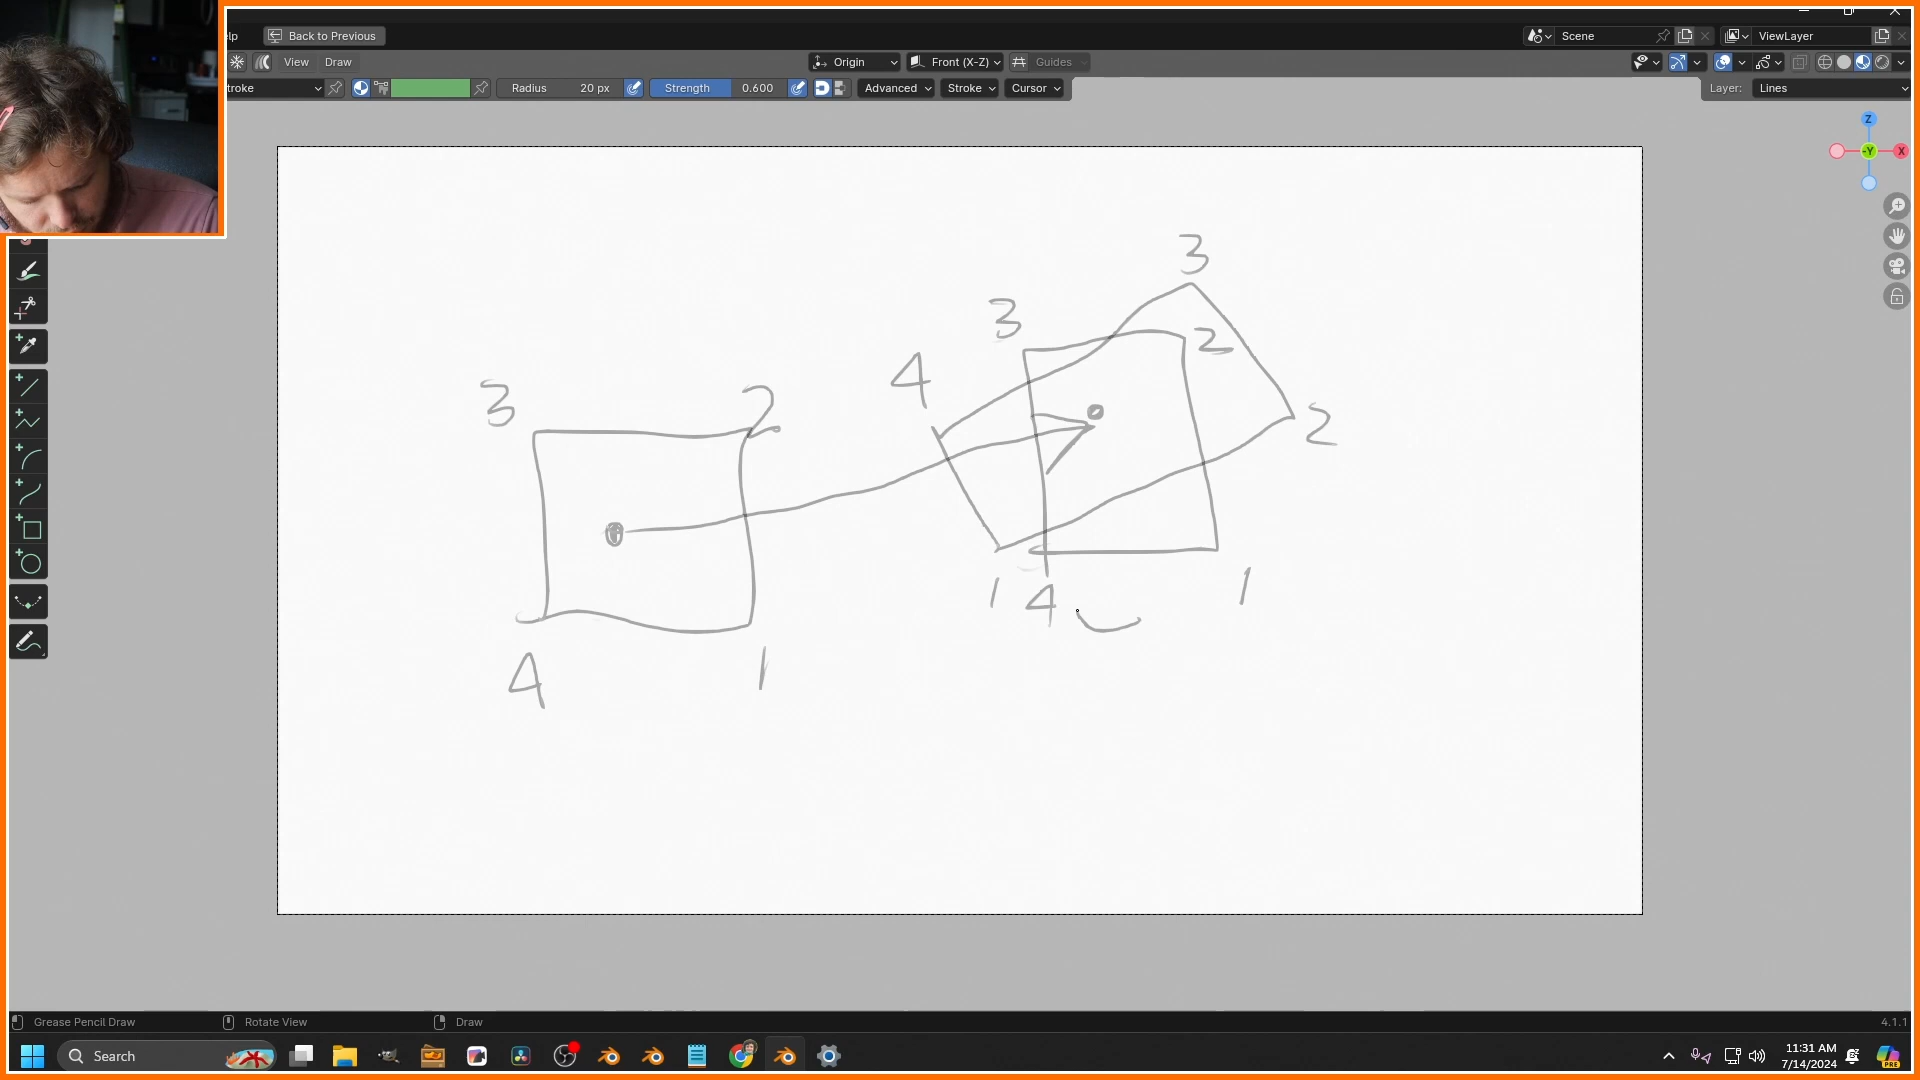 elp Back to Previous Scene ViewLayer
View Draw Origin Front (X-Z) Guides
troke Radius 20 px Strength 0.600 Advanced Stroke Cursor Layer: Lines
Z
-Y X
3
3 2
4
3 2 2
1 4 1
4 1
Grease Pencil Draw Rotate View Draw 4.1.1
Search
11:31 AM
7/14/2024
PRE